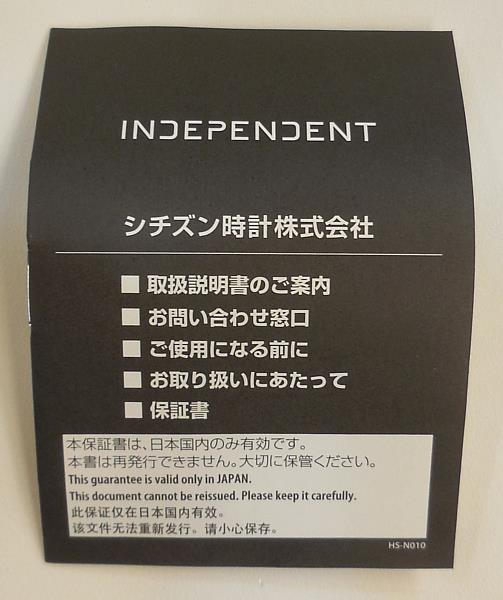 INDEPENDENT
シチズン時計株式会社
■ 取扱説明書のご案内
■ お問い合わせ窓口
■ ご使用になる前に
■ お取り扱いにあたって
■ 保証書
本保証書は、日本国内のみ有効です。
本書は再発行できません。大切に保管ください。
This guarantee is valid only in JAPAN.
This document cannot be reissued. Please keep it carefully.
此保证仅在日本国内有效。
该文件无法重新发行。请小心保存。
HS-N010